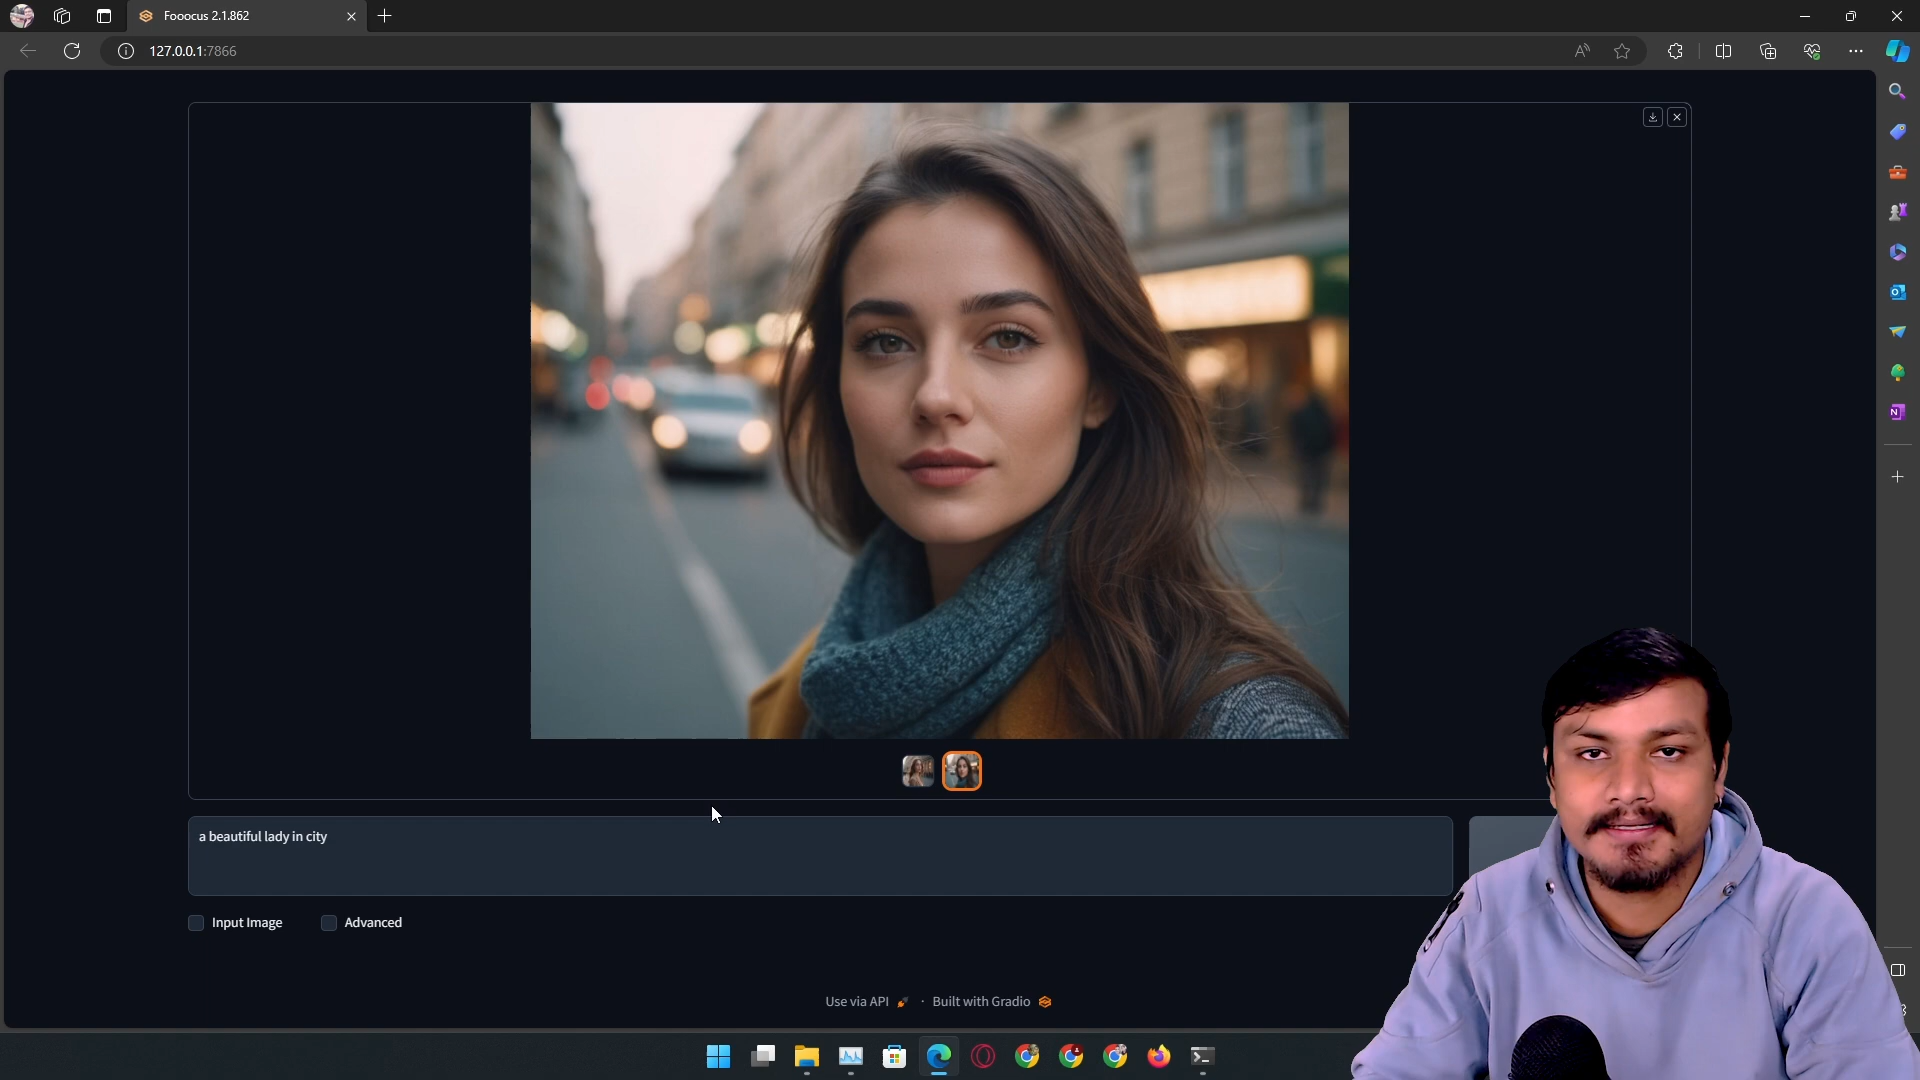 Fooocus 2.1.862
127.0.0.1:7866
a beautiful lady in city
Input Image
Advanced
Use via API · Built with Gradio